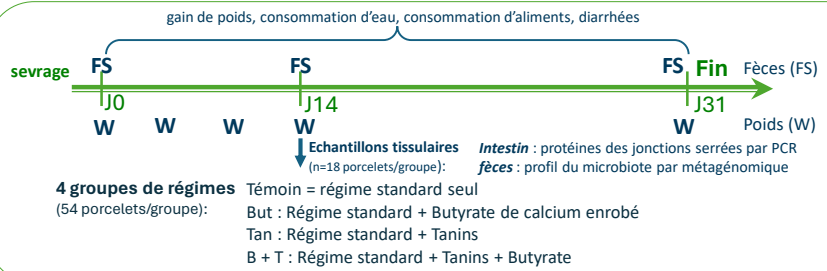 gain de poids, consommation d'eau, consommation d'aliments, diarrhées
sevrage FS FS FS Fin Fèces (FS)
J0 J14 J31
W W W W W Poids (W)
Echantillons tissulaires Intestin : protéines des jonctions serrées par PCR
(n=18 porcelets/groupe): fèces : profil du microbiote par métagénomique
4 groupes de régimes Témoin = régime standard seul
(54 porcelets/groupe): But : Régime standard + Butyrate de calcium enrobé
Tan : Régime standard + Tanins
B + T : Régime standard + Tanins + Butyrate